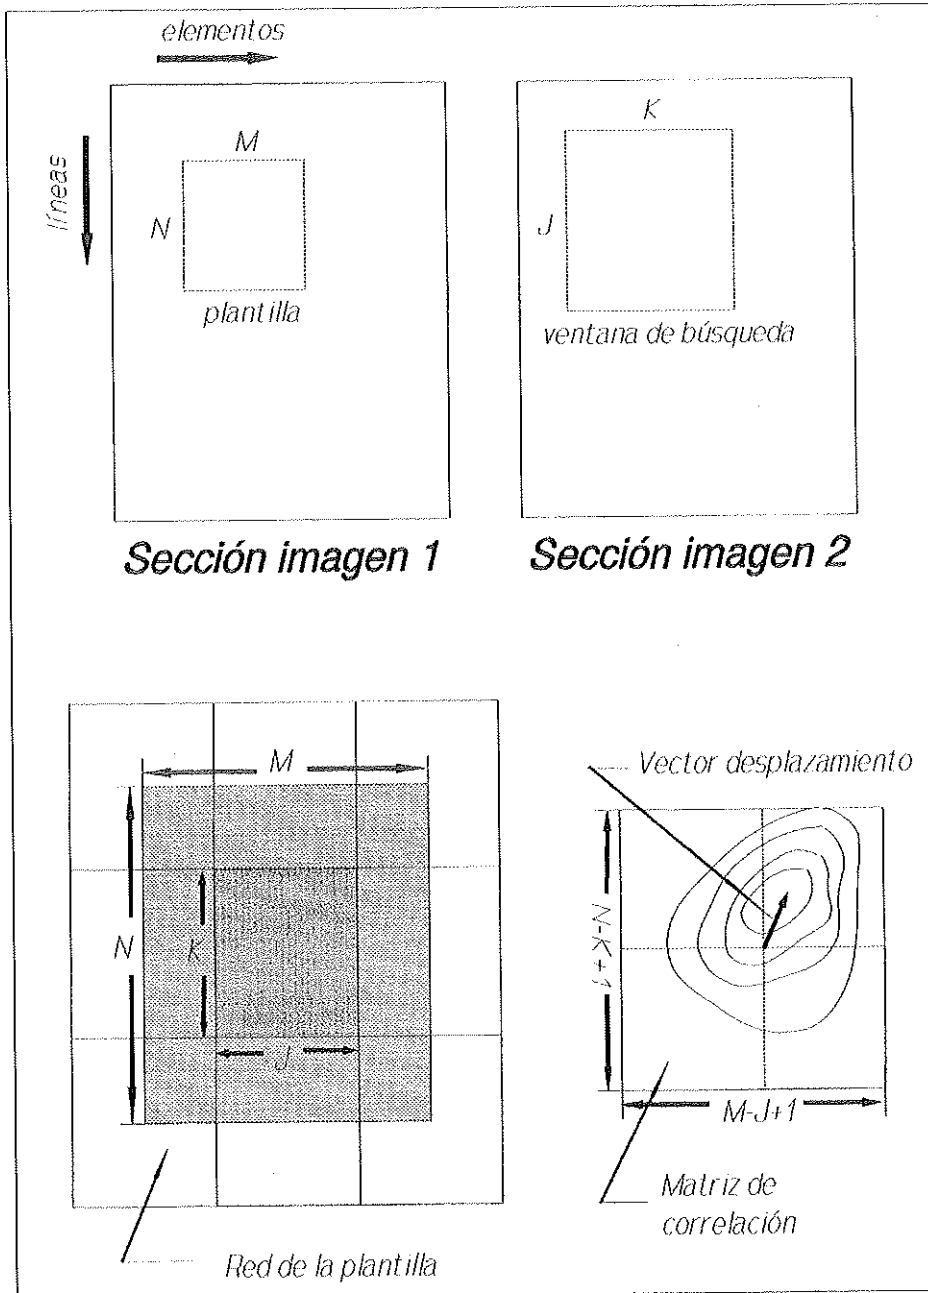 elementos
líneas
M
N
plantilla
K
J
ventana de búsqueda
Sección imagen 1
Sección imagen 2
M
N
K
J
Red de la plantilla
Vector desplazamiento
N-K+1
M-J+1
Matriz de
correlación